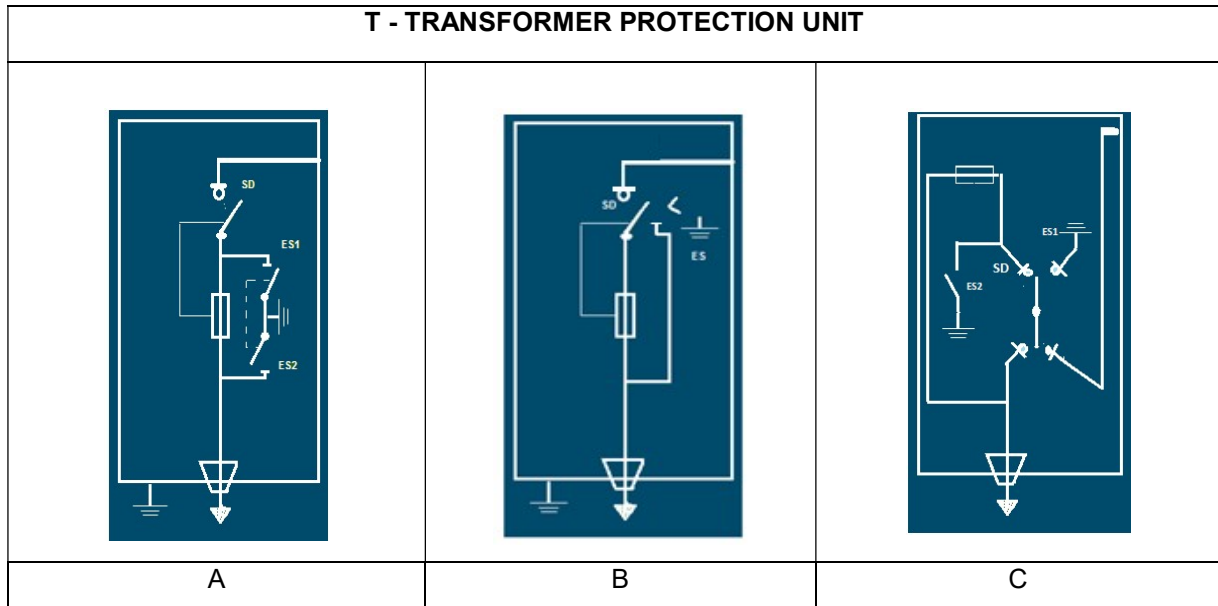 T - TRANSFORMER PROTECTION UNIT
SD
ES1
ES2
SD
ES
ES1
SD
ES2
A
B
C